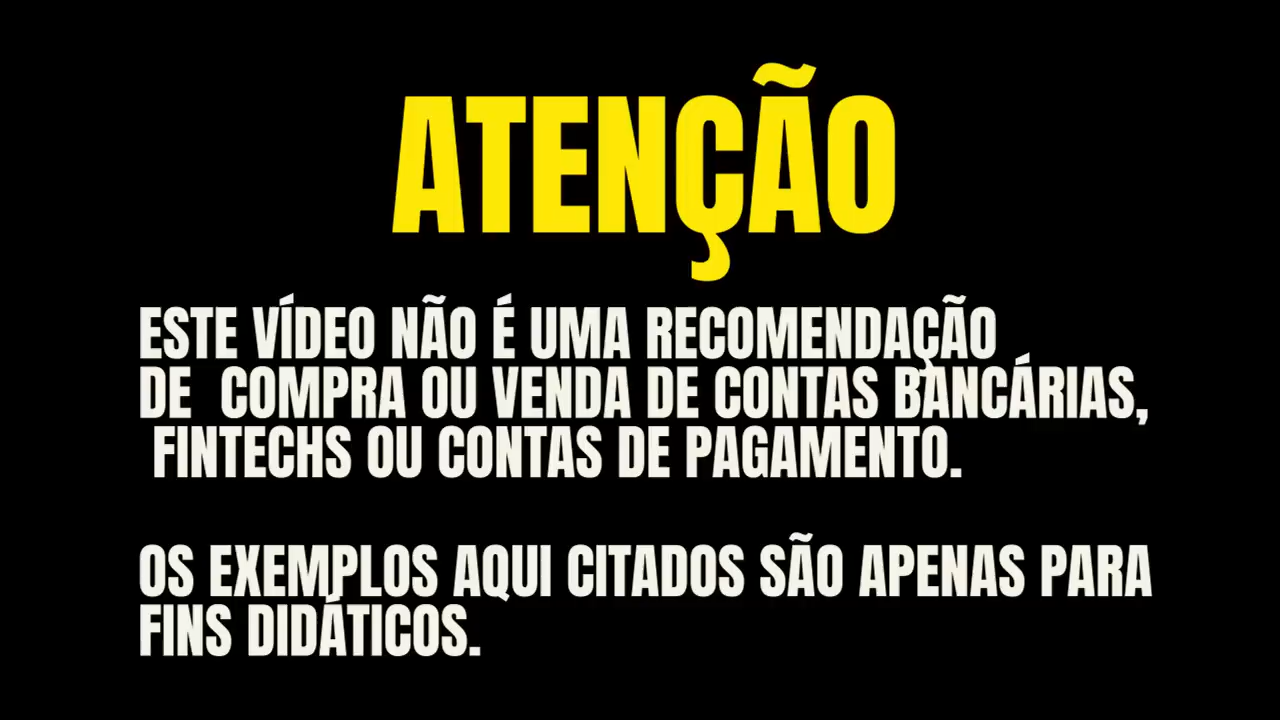 ATENÇÃO
ESTE VÍDEO NÃO É UMA RECOMENDAÇÃO
DE COMPRA OU VENDA DE CONTAS BANCÁRIAS,
FINTECHS OU CONTAS DE PAGAMENTO.
OS EXEMPLOS AQUI CITADOS SÃO APENAS PARA
FINS DIDÁTICOS.